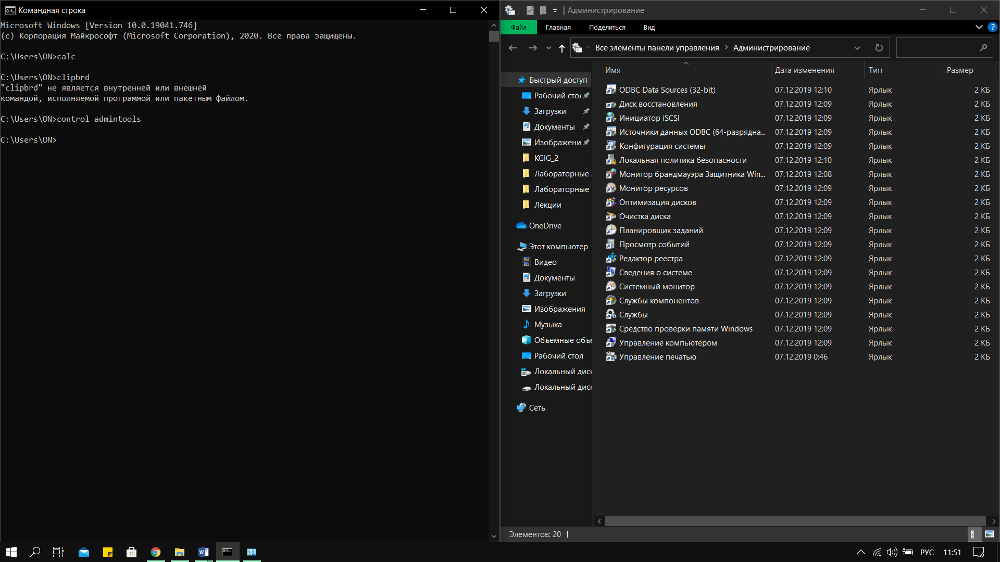 Командная строка
Microsoft Windows [Version 10.0.19041.746]
(c) Корпорация Майкрософт (Microsoft Corporation), 2020. Все права защищены.
C:\Users\ON>calc
C:\Users\ON>clipbrd
"clipbrd" не является внутренней или внешней
командой, исполняемой программой или пакетным файлом.
C:\Users\ON>control admintools
C:\Users\ON>
Администрирование
Файл Главная Поделиться Вид
« Все элементы панели управления > Администрирование
Быстрый доступ
Рабочий сто
Загрузки
Документы
Изображени
KGIG_2
Лабораторные
Лабораторные
Лекции
OneDrive
Этот компьютер
Видео
Документы
Загрузки
Изображения
Музыка
Объемные объе
Рабочий стол
Локальный диск
Локальный диск
Сеть
Имя Дата изменения Тип Размер
ODBC Data Sources (32-bit) 07.12.2019 12:10 Ярлык 2 КБ
Диск восстановления 07.12.2019 12:09 Ярлык 2 КБ
Инициатор iSCSI 07.12.2019 12:09 Ярлык 2 КБ
Источники данных ODBC (64-разрядна... 07.12.2019 12:09 Ярлык 2 КБ
Конфигурация системы 07.12.2019 12:09 Ярлык 2 КБ
Локальная политика безопасности 07.12.2019 12:10 Ярлык 2 КБ
Монитор брандмауэра Защитника Win... 07.12.2019 12:08 Ярлык 2 КБ
Монитор ресурсов 07.12.2019 12:09 Ярлык 2 КБ
Оптимизация дисков 07.12.2019 12:09 Ярлык 2 КБ
Очистка диска 07.12.2019 12:09 Ярлык 2 КБ
Планировщик заданий 07.12.2019 12:09 Ярлык 2 КБ
Просмотр событий 07.12.2019 12:09 Ярлык 2 КБ
Редактор реестра 07.12.2019 12:09 Ярлык 2 КБ
Сведения о системе 07.12.2019 12:09 Ярлык 2 КБ
Системный монитор 07.12.2019 12:09 Ярлык 2 КБ
Службы компонентов 07.12.2019 12:09 Ярлык 2 КБ
Службы 07.12.2019 12:09 Ярлык 2 КБ
Средство проверки памяти Windows 07.12.2019 12:09 Ярлык 2 КБ
Управление компьютером 07.12.2019 12:09 Ярлык 2 КБ
Управление печатью 07.12.2019 0:46 Ярлык 2 КБ
Элементов: 20
РУС 11:51